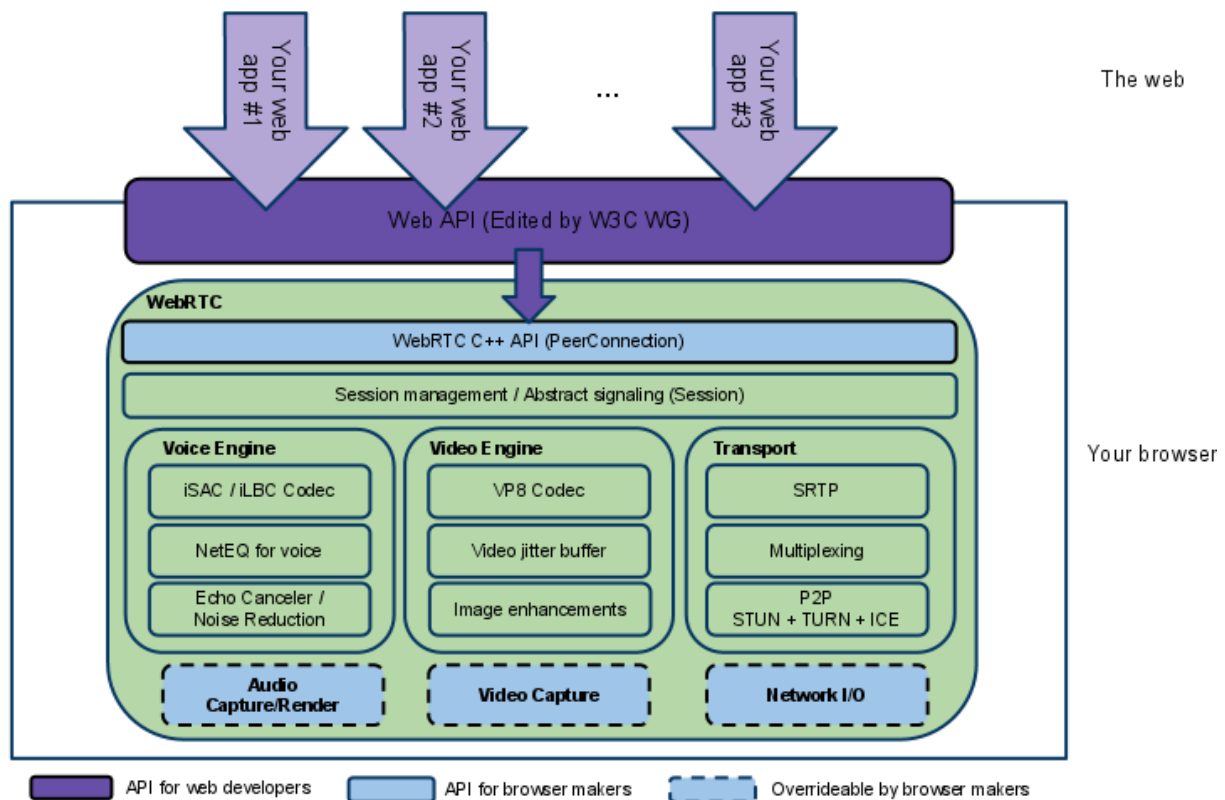 Your web
app #1
Your web
app #2
...
Your web
app #3
The web
Web API (Edited by W3C WG)
WebRTC
WebRTC C++ API (PeerConnection)
Session management / Abstract signaling (Session)
Your browser
Voice Engine
iSAC / iLBC Codec
NetEQ for voice
Echo Canceler /
Noise Reduction
Video Engine
VP8 Codec
Video jitter buffer
Image enhancements
Transport
SRTP
Multiplexing
P2P
STUN + TURN + ICE
Audio
Capture/Render
Video Capture
Network I/O
API for web developers
API for browser makers
Overrideable by browser makers